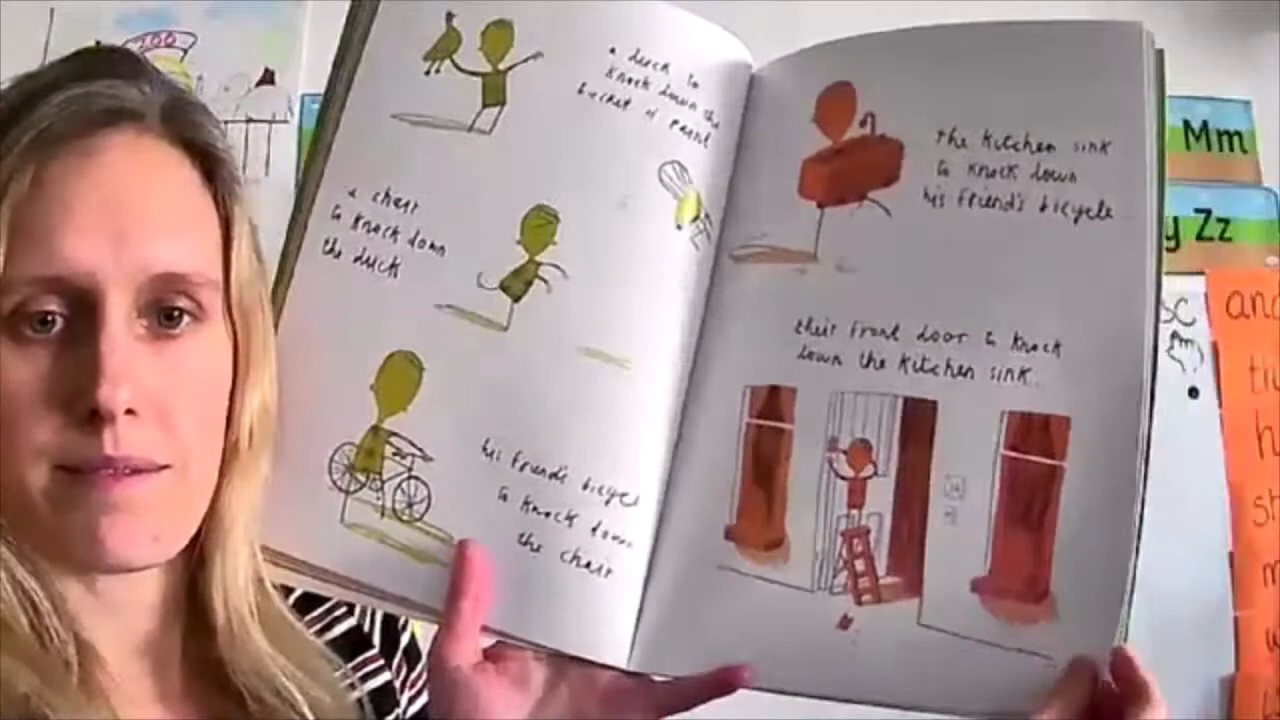 a duck to
knock down the
bucket of paint
a chair
to knock down
the duck
his friend's bicycle
to knock down
the chair
the kitchen sink
to knock down
his friend's bicycle
their front door to knock
down the kitchen sink.
100
Mm
y Zz